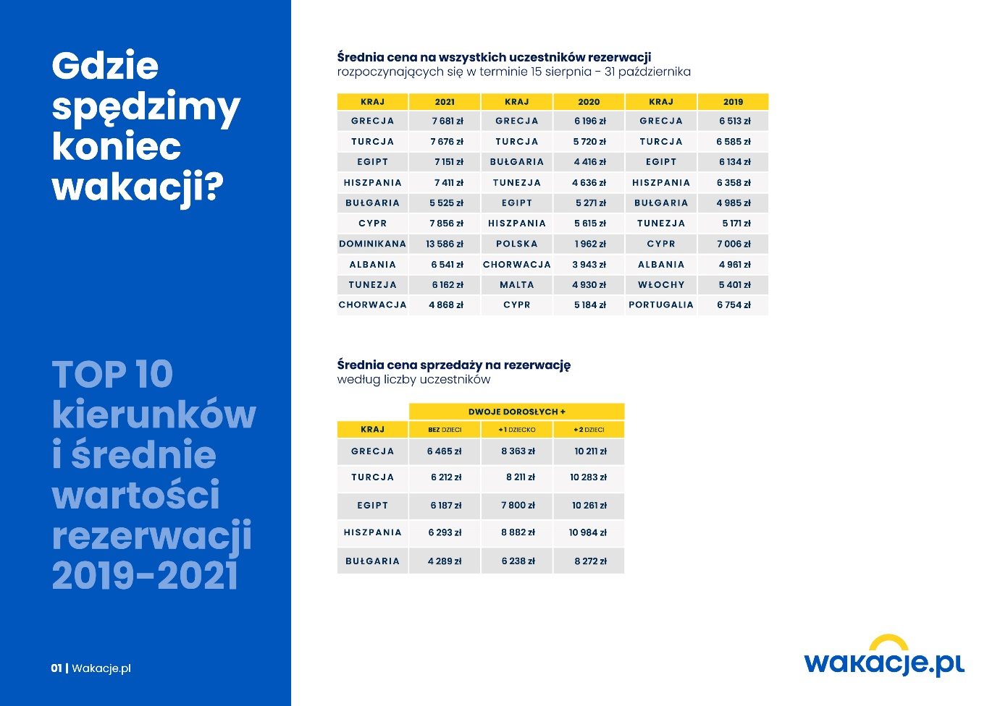 Gdzie
spędzimy
koniec
wakacji?
TOP 10
kierunków
i średnie
wartości
rezerwacji
2019-2021
01 | Wakacje.pl
Średnia cena na wszystkich uczestników rezerwacji
rozpoczynających się w terminie 15 sierpnia - 31 października
KRAJ 2021 KRAJ 2020 KRAJ 2019
GRECJA 7 681 zł GRECJA 6 196 zł GRECJA 6 513 zł
TURCJA 7 676 zł TURCJA 5 720 zł TURCJA 6 585 zł
EGIPT 7 151 zł BUŁGARIA 4 416 zł EGIPT 6 134 zł
HISZPANIA 7 411 zł TUNEZJA 4 636 zł HISZPANIA 6 358 zł
BUŁGARIA 5 525 zł EGIPT 5 271 zł BUŁGARIA 4 985 zł
CYPR 7 856 zł HISZPANIA 5 615 zł TUNEZJA 5 171 zł
DOMINIKANA 13 586 zł POLSKA 1 962 zł CYPR 7 006 zł
ALBANIA 6 541 zł CHORWACJA 3 943 zł ALBANIA 4 961 zł
TUNEZJA 6 162 zł MALTA 4 930 zł WŁOCHY 5 401 zł
CHORWACJA 4 868 zł CYPR 5 184 zł PORTUGALIA 6 754 zł
Średnia cena sprzedaży na rezerwację
według liczby uczestników
DWOJE DOROSŁYCH +
KRAJ BEZ DZIECI + 1 DZIECKO + 2 DZIECI
GRECJA 6 465 zł 8 363 zł 10 211 zł
TURCJA 6 212 zł 8 211 zł 10 283 zł
EGIPT 6 187 zł 7 800 zł 10 261 zł
HISZPANIA 6 293 zł 8 882 zł 10 984 zł
BUŁGARIA 4 289 zł 6 238 zł 8 272 zł
wakacje.pl